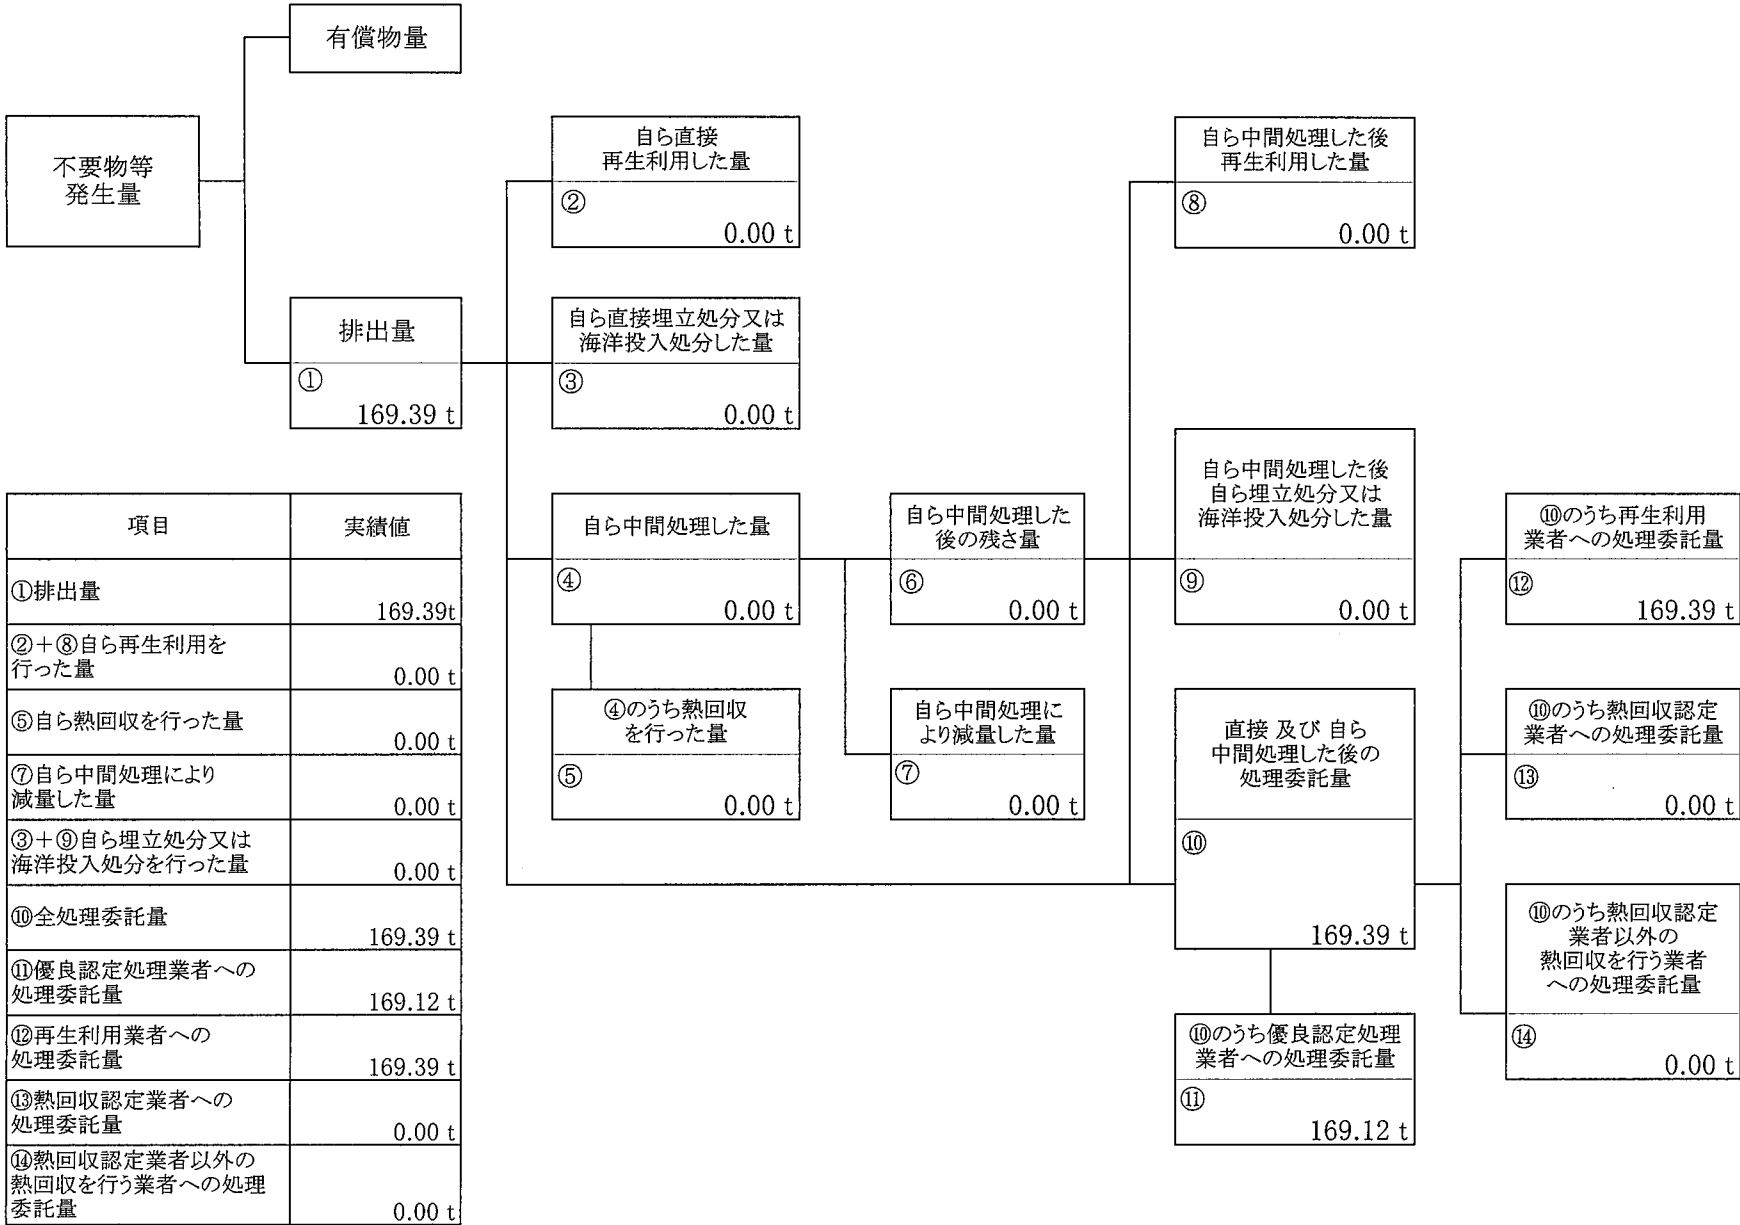 有償物量
不要物等
発生量
自ら直接
再生利用した量
②
0.00 t
自ら中間処理した後
再生利用した量
⑧
0.00 t
排出量
①
169.39 t
自ら直接埋立処分又は
海洋投入処分した量
③
0.00 t
自ら中間処理した量
④
0.00 t
自ら中間処理した
後の残さ量
⑥
0.00 t
自ら中間処理した後
自ら埋立処分又は
海洋投入処分した量
⑨
0.00 t
⑩のうち再生利用
業者への処理委託量
⑫
169.39 t
④のうち熱回収
を行った量
⑤
0.00 t
自ら中間処理に
より減量した量
⑦
0.00 t
直接 及び 自ら
中間処理した後の
処理委託量
⑩
169.39 t
⑩のうち熱回収認定
業者への処理委託量
⑬
0.00 t
⑩のうち熱回収認定
業者以外の
熱回収を行う業者
への処理委託量
⑭
0.00 t
⑩のうち優良認定処理
業者への処理委託量
⑪
169.12 t
項目 実績値
①排出量
169.39t
②+⑧自ら再生利用を
行った量
0.00 t
⑤自ら熱回収を行った量
0.00 t
⑦自ら中間処理により
減量した量
0.00 t
③+⑨自ら埋立処分又は
海洋投入処分を行った量
0.00 t
⑩全処理委託量
169.39 t
⑪優良認定処理業者への
処理委託量
169.12 t
⑫再生利用業者への
処理委託量
169.39 t
⑬熱回収認定業者への
処理委託量
0.00 t
⑭熱回収認定業者以外の
熱回収を行う業者への処理
委託量
0.00 t